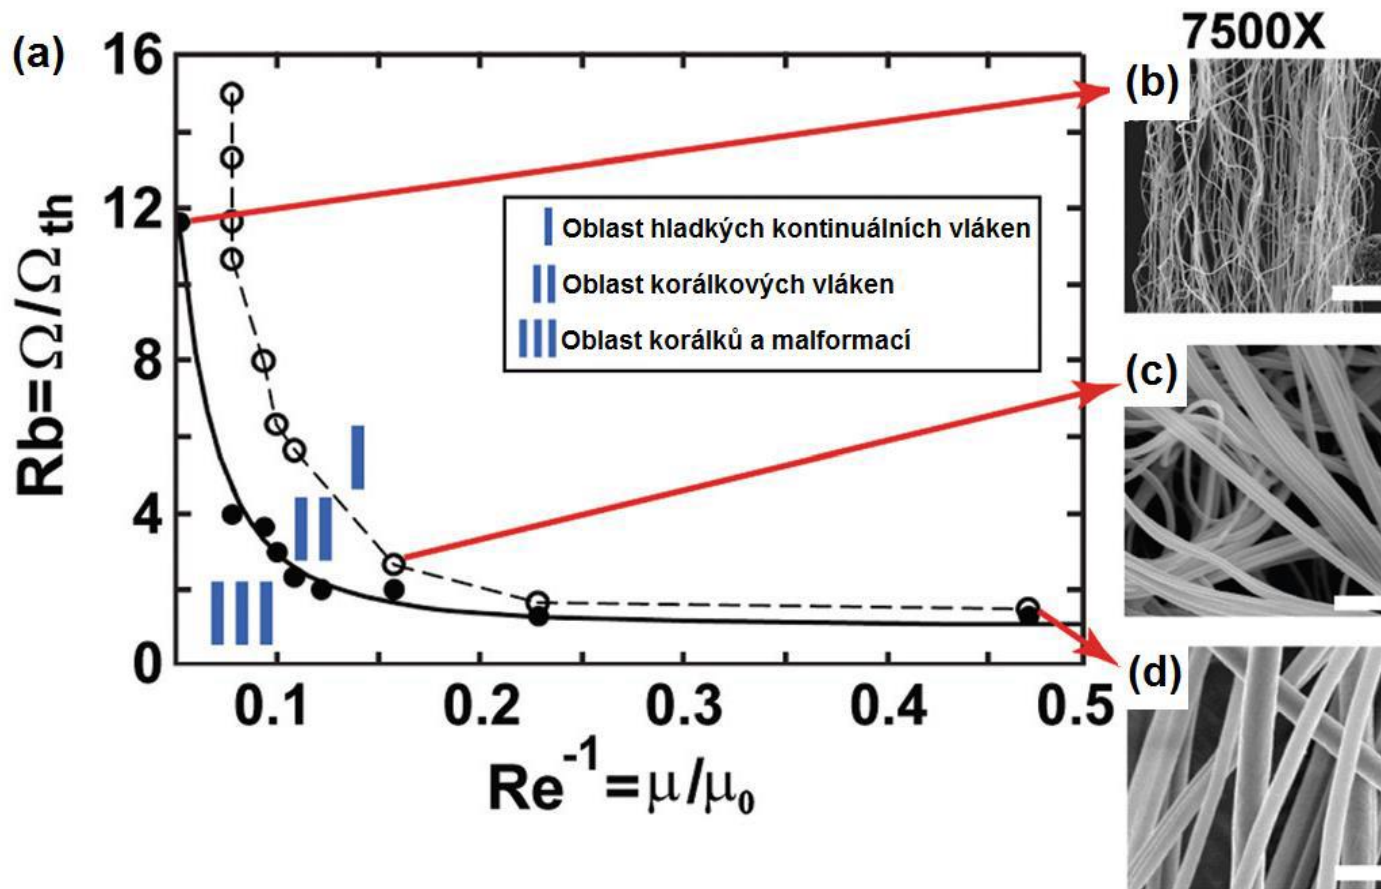 (a)
7500X
(b)
(c)
(d)
16
12
8
4
0
Rb=Ω/Ωth
I Oblast hladkých kontinuálních vláken
II Oblast korálkových vláken
III Oblast korálků a malformací
I
II
III
0.1 0.2 0.3 0.4 0.5
Re⁻¹=μ/μ₀